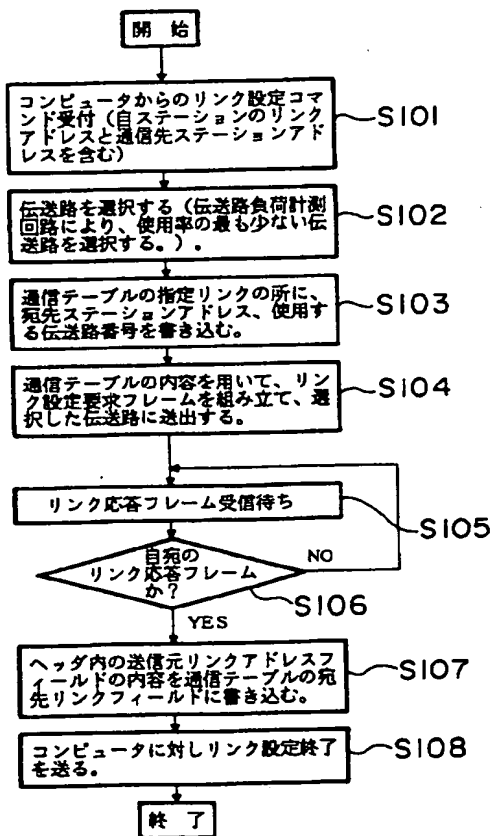 開 始
コンピュータからのリンク設定コマ
ンド受付（自ステーションのリンク
アドレスと通信先ステーションアド
レスを含む）
S101
伝送路を選択する（伝送路負荷計測
回路により、使用率の最も少ない伝
送路を選択する。）。
S102
通信テーブルの指定リンクの所に、
宛先ステーションアドレス、使用す
る伝送路番号を書き込む。
S103
通信テーブルの内容を用いて、リン
ク設定要求フレームを組み立て、選
択した伝送路に送出する。
S104
リンク応答フレーム受信待ち
S105
自宛の
リンク応答フレーム
か？
NO
S106
YES
ヘッダ内の送信元リンクアドレスフ
ィールドの内容を通信テーブルの宛
先リンクフィールドに書き込む。
S107
コンピュータに対しリンク設定終了
を送る。
S108
終 了